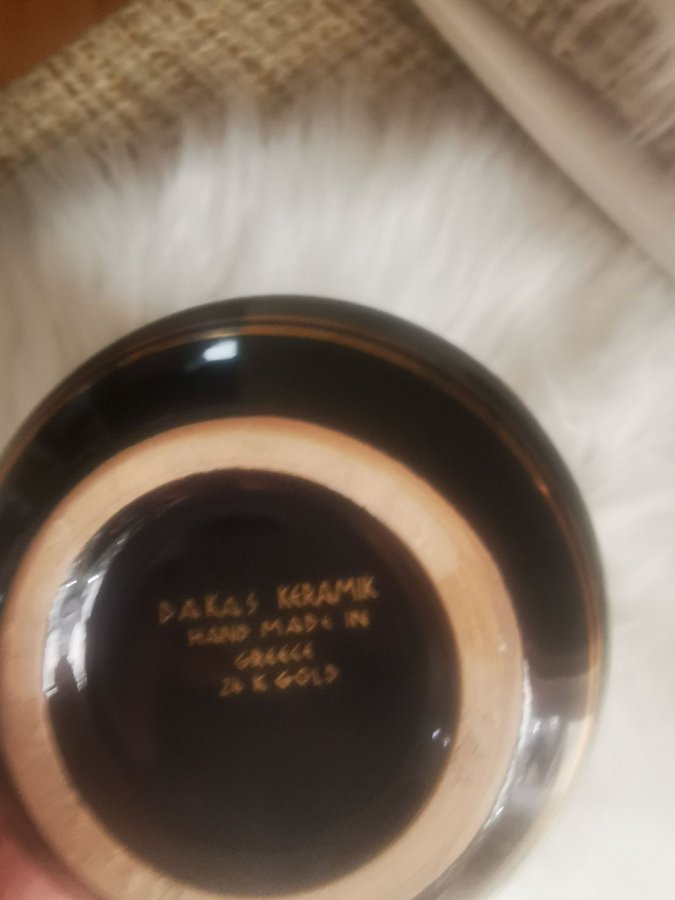 DAKAS KERAMIK
HAND MADE IN
GREECE
24 K GOLD